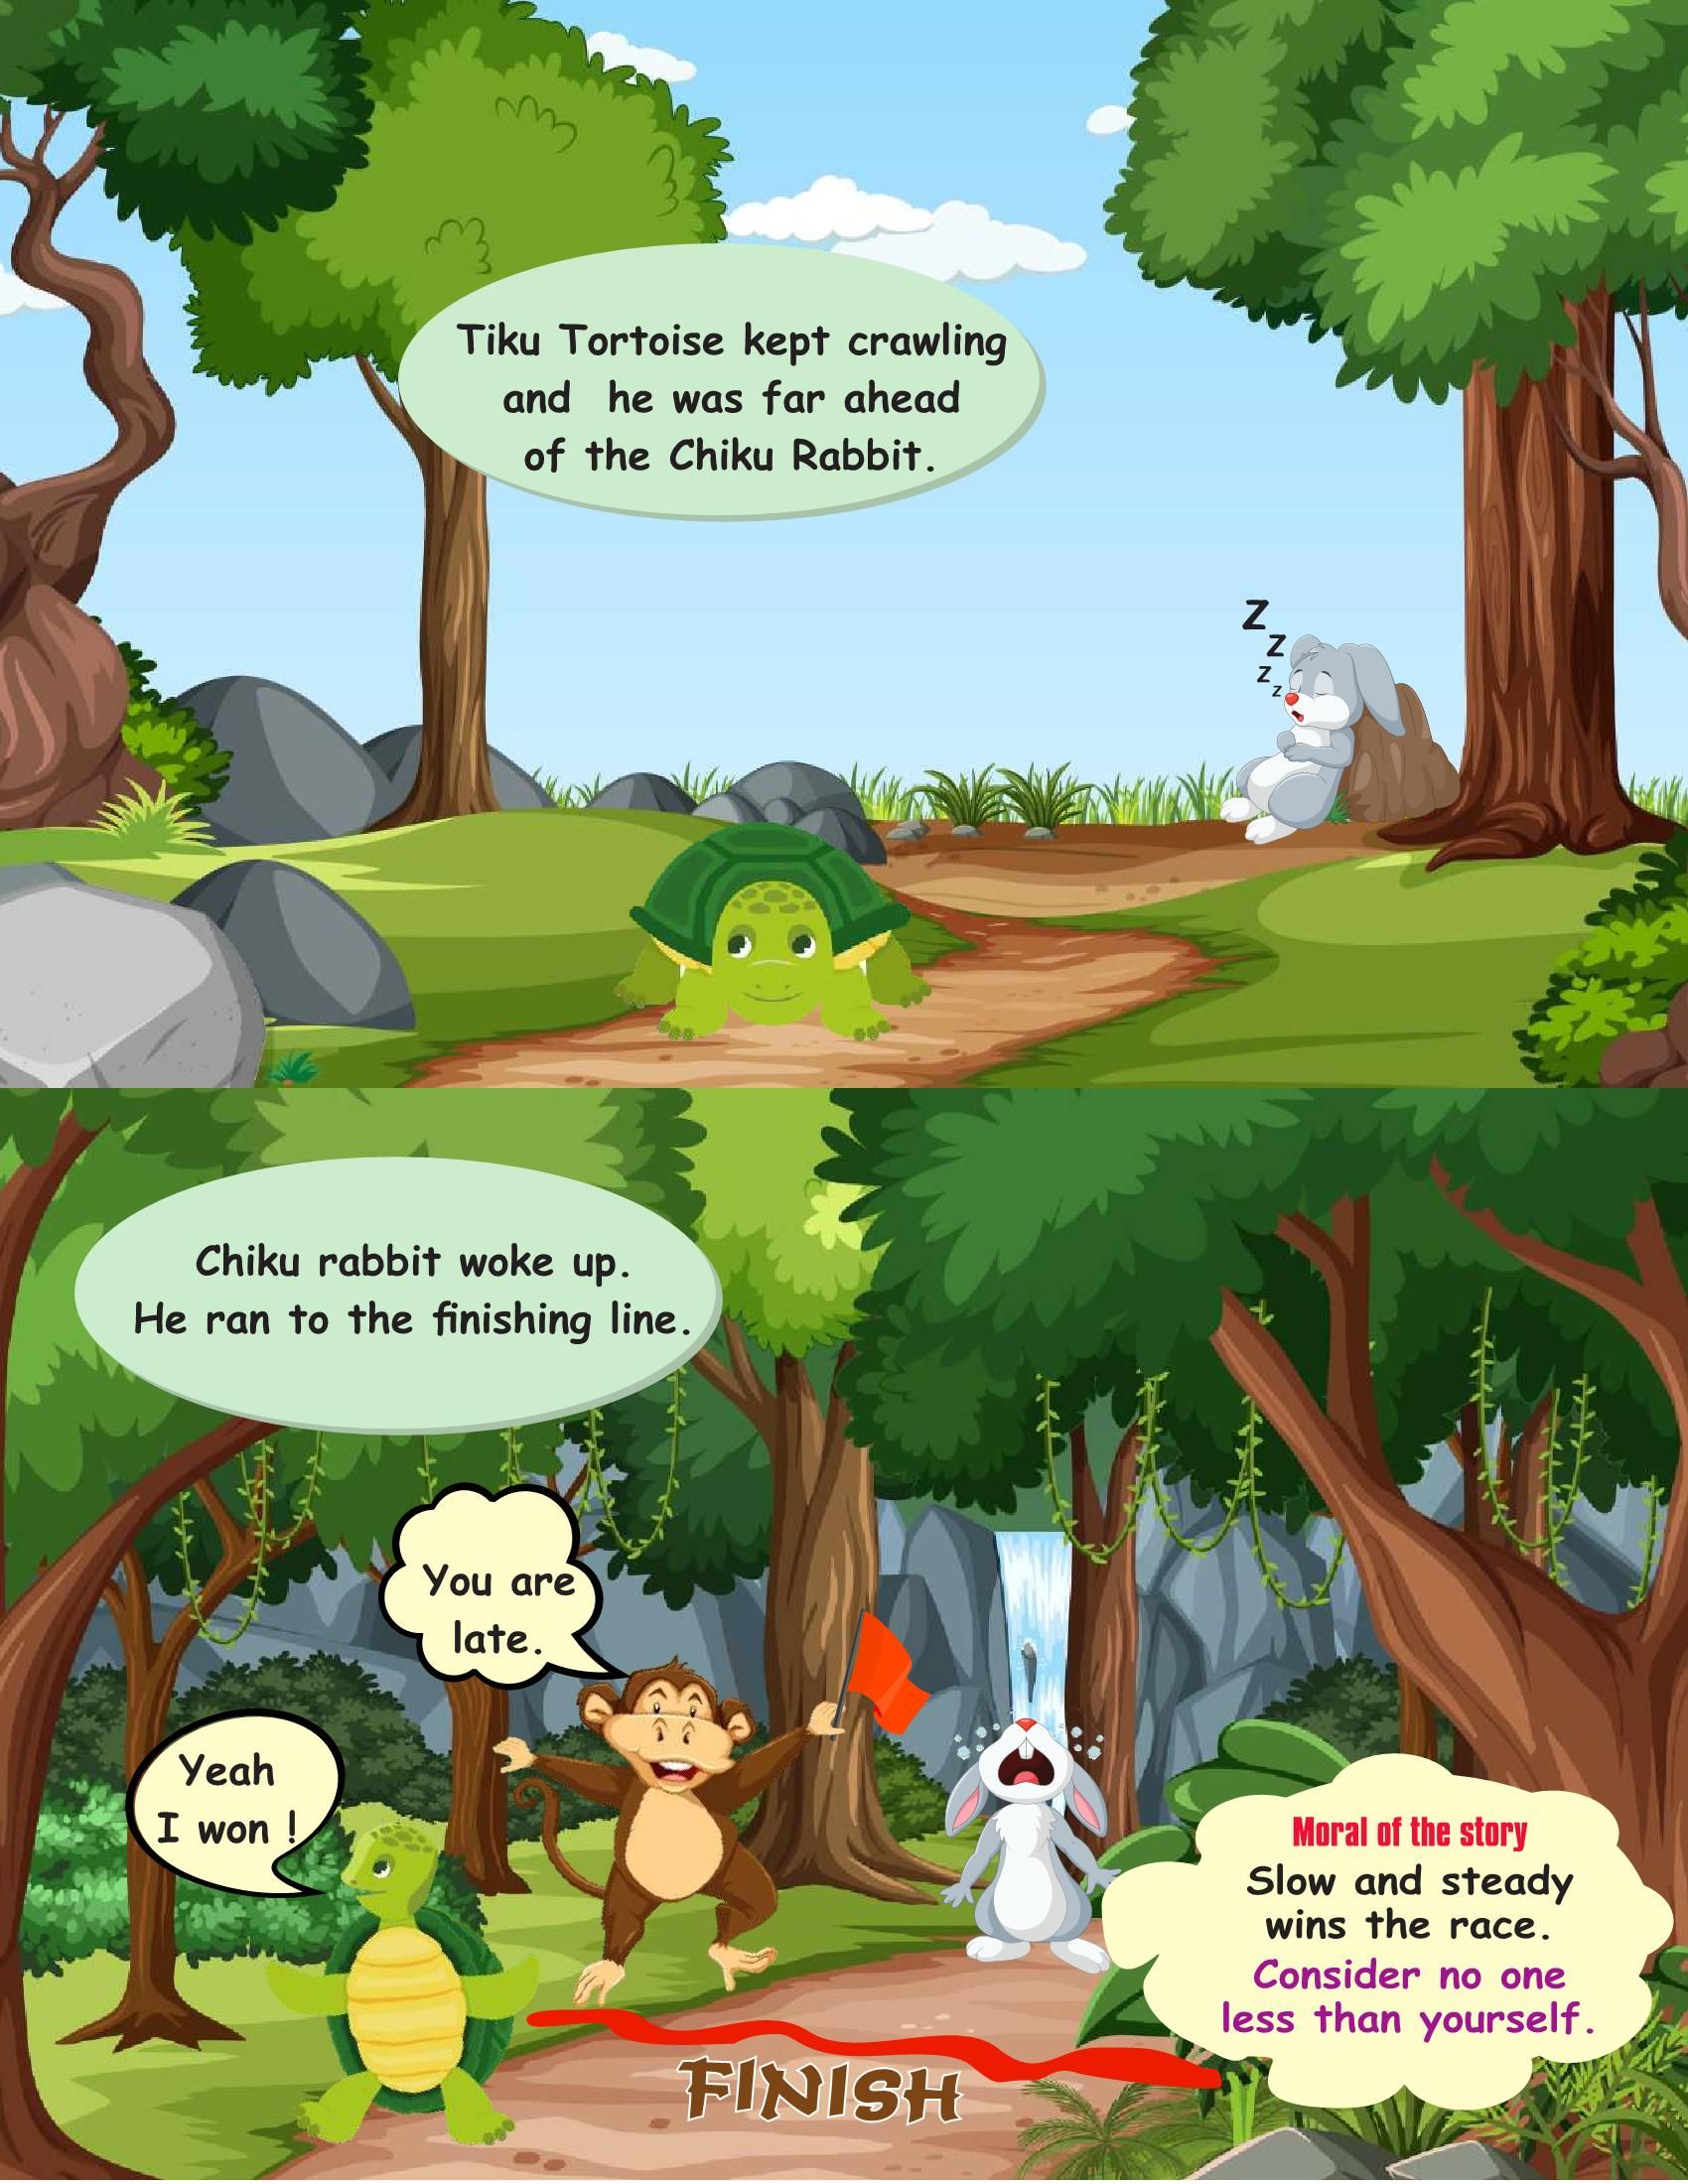 Tiku Tortoise kept crawling
and he was far ahead
of the Chiku Rabbit.
Z
z
z
z
Chiku rabbit woke up.
He ran to the finishing line.
You are
late.
Yeah
I won !
Moral of the story
Slow and steady
wins the race.
Consider no one
less than yourself.
FINISH